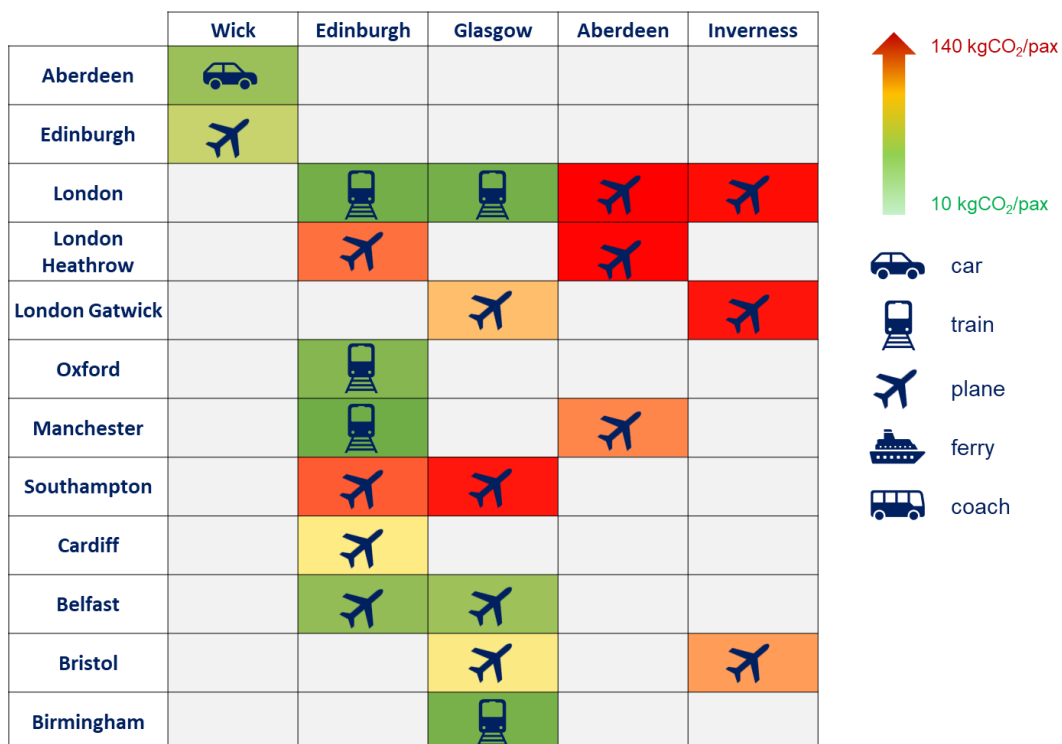 Wick Edinburgh Glasgow Aberdeen Inverness
Aberdeen
Edinburgh
London
London
Heathrow
London Gatwick
Oxford
Manchester
Southampton
Cardiff
Belfast
Bristol
Birmingham
140 kgCO₂/pax
10 kgCO₂/pax
car
train
plane
ferry
coach